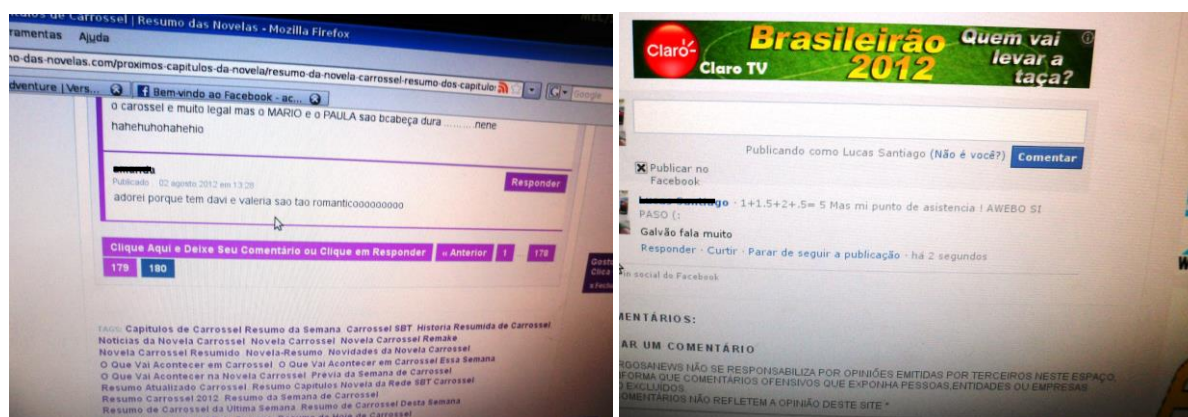 ulos de Carrossel | Resumo das Novelas - Mozilla Firefox
ramentas Ajuda
no-das-novelas.com/proximos-capitulos-da-novela/resumo-da-novela-carrossel-resumo-dos-capitulo
Google
dventure | Vers... Bem-vindo ao Facebook - ac...
o carossel e muito legal mas o MARIO e o PAULA sao bcabeça dura ..........nene
hahehuhohahehio
Publicado 02 agosto 2012 em 13:28
Responder
adorei porque tem davi e valeria sao tao romanticooooooooo
Clique Aqui e Deixe Seu Comentário ou Clique em Responder « Anterior 1 ... 178
179 180
Gosto
Clica
x Fecha
TAGS: Capitulos de Carrossel Resumo da Semana Carrossel SBT Historia Resumida de Carrossel
Noticias da Novela Carrossel Novela Carrossel Novela Carrossel Remake
Novela Carrossel Resumido Novela-Resumo Novidades da Novela Carrossel
O Que Vai Acontecer em Carrossel O Que Vai Acontecer em Carrossel Essa Semana
O Que Vai Acontecer na Novela Carrossel Prévia da Semana de Carrossel
Resumo Atualizado Carrossel Resumo Capitulos Novela da Rede SBT Carrossel
Resumo Carrossel 2012 Resumo da Semana de Carrossel
Resumo de Carrossel da Ultima Semana Resumo de Carrossel Desta Semana
Claro
Claro TV
Brasileirão
2012
Quem vai
levar a
taça?
Publicando como Lucas Santiago (Não é você?) Comentar
Publicar no
Facebook
go · 1+1.5+2+.5= 5 Mas mi punto de asistencia ! AWEBO SI
PASO (:
Galvão fala muito
Responder · Curtir · Parar de seguir a publicação · há 2 segundos
in social do Facebook
MENTÁRIOS:
AR UM COMENTÁRIO
RGOSANEWS NÃO SE RESPONSABILIZA POR OPINIÕES EMITIDAS POR TERCEIROS NESTE ESPAÇO,
NFORMA QUE COMENTÁRIOS OFENSIVOS QUE EXPONHA PESSOAS,ENTIDADES OU EMPRESAS
O EXCLUÍDOS.
OMENTÁRIOS NÃO REFLETEM A OPINIÃO DESTE SITE *